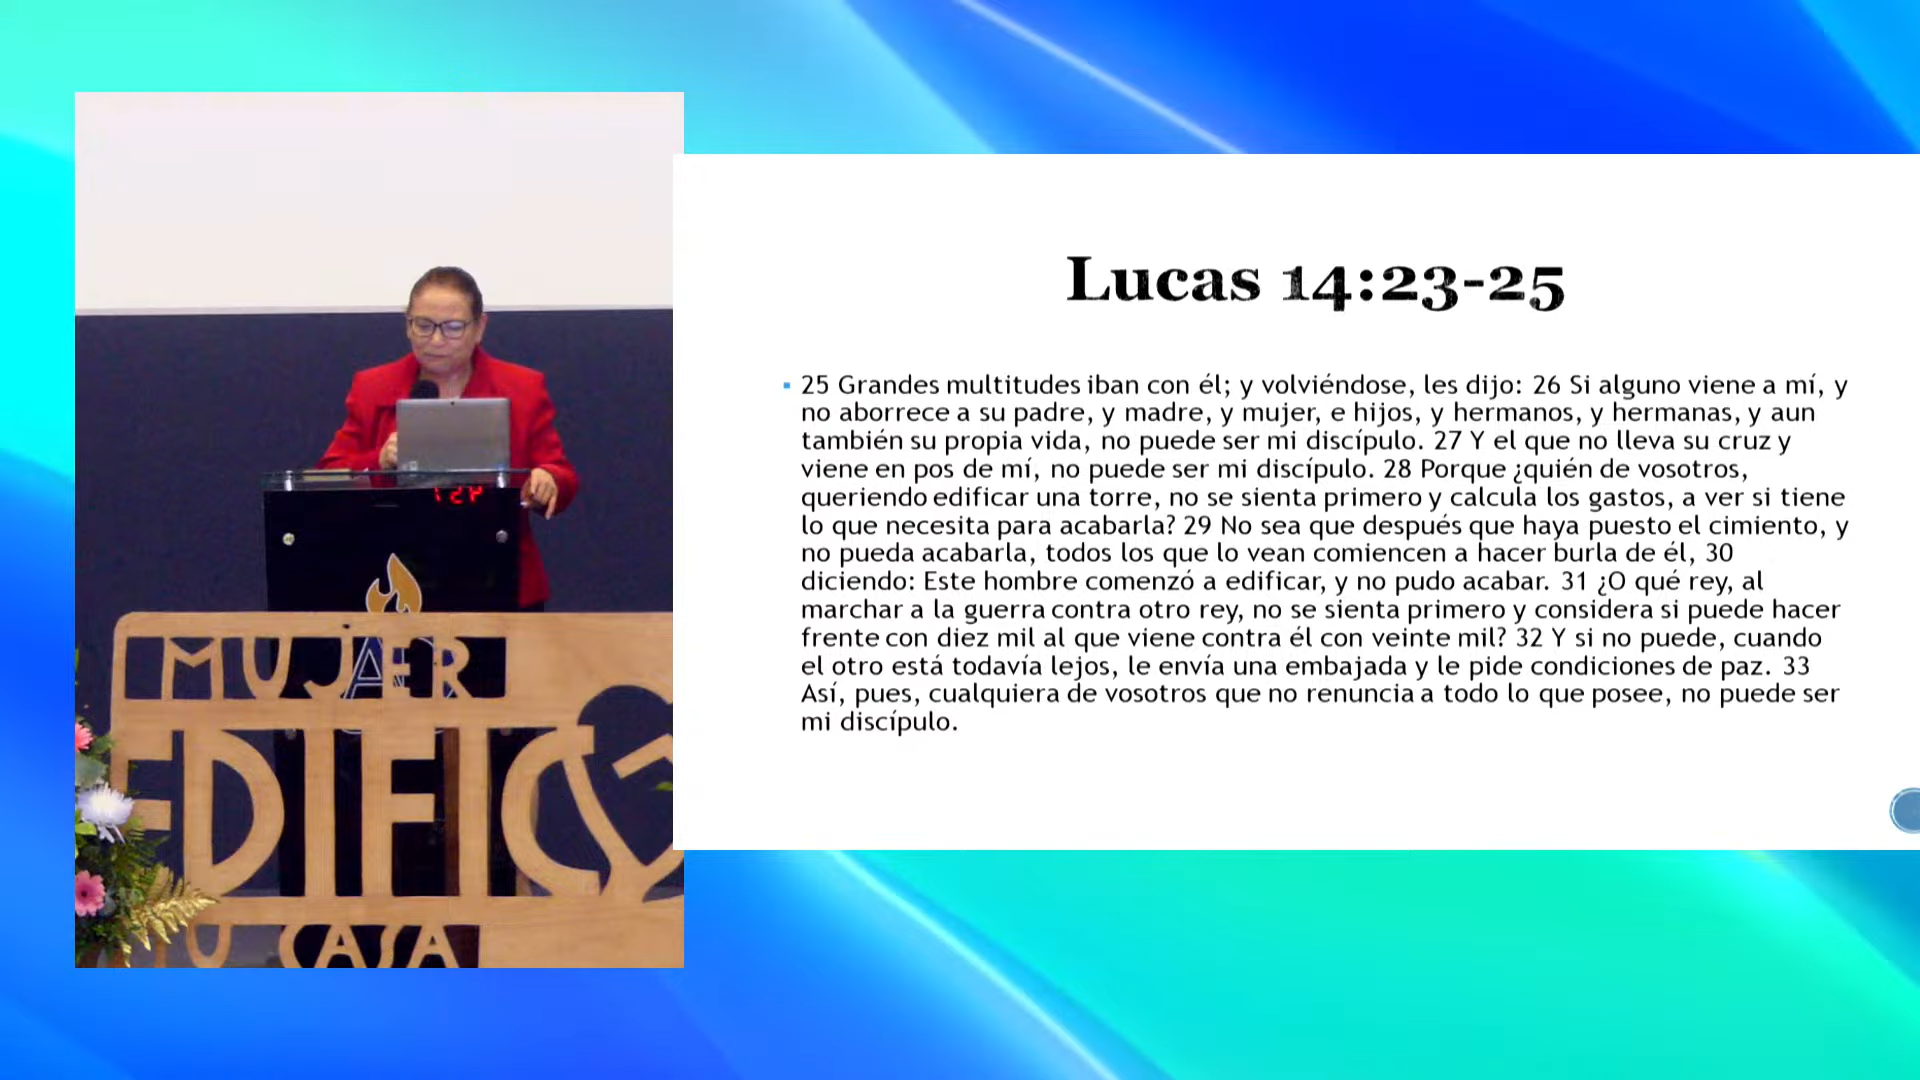 Lucas 14:23-25
25 Grandes multitudes iban con él; y volviéndose, les dijo: 26 Si alguno viene a mí, y
no aborrece a su padre, y madre, y mujer, e hijos, y hermanos, y hermanas, y aun
también su propia vida, no puede ser mi discípulo. 27 Y el que no lleva su cruz y
viene en pos de mí, no puede ser mi discípulo. 28 Porque ¿quién de vosotros,
queriendo edificar una torre, no se sienta primero y calcula los gastos, a ver si tiene
lo que necesita para acabarla? 29 No sea que después que haya puesto el cimiento, y
no pueda acabarla, todos los que lo vean comiencen a hacer burla de él, 30
diciendo: Este hombre comenzó a edificar, y no pudo acabar. 31 ¿O qué rey, al
marchar a la guerra contra otro rey, no se sienta primero y considera si puede hacer
frente con diez mil al que viene contra él con veinte mil? 32 Y si no puede, cuando
el otro está todavía lejos, le envía una embajada y le pide condiciones de paz. 33
Así, pues, cualquiera de vosotros que no renuncia a todo lo que posee, no puede ser
mi discípulo.
MUJER
EDIFIC
TU CASA